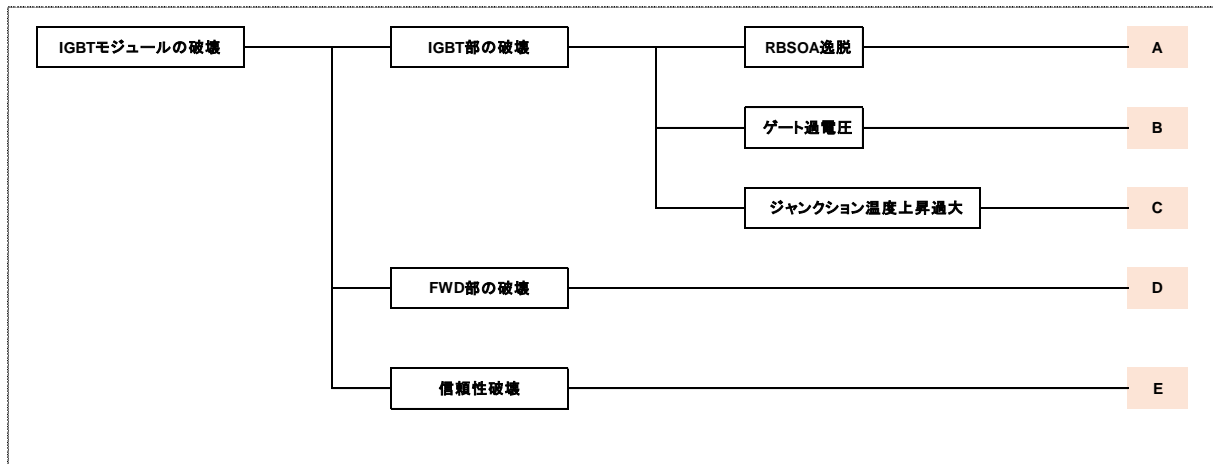 IGBTモジュールの破壊
IGBT部の破壊
RBSOA逸脱
A
ゲート過電圧
B
ジャンクション温度上昇過大
C
FWD部の破壊
D
信頼性破壊
E